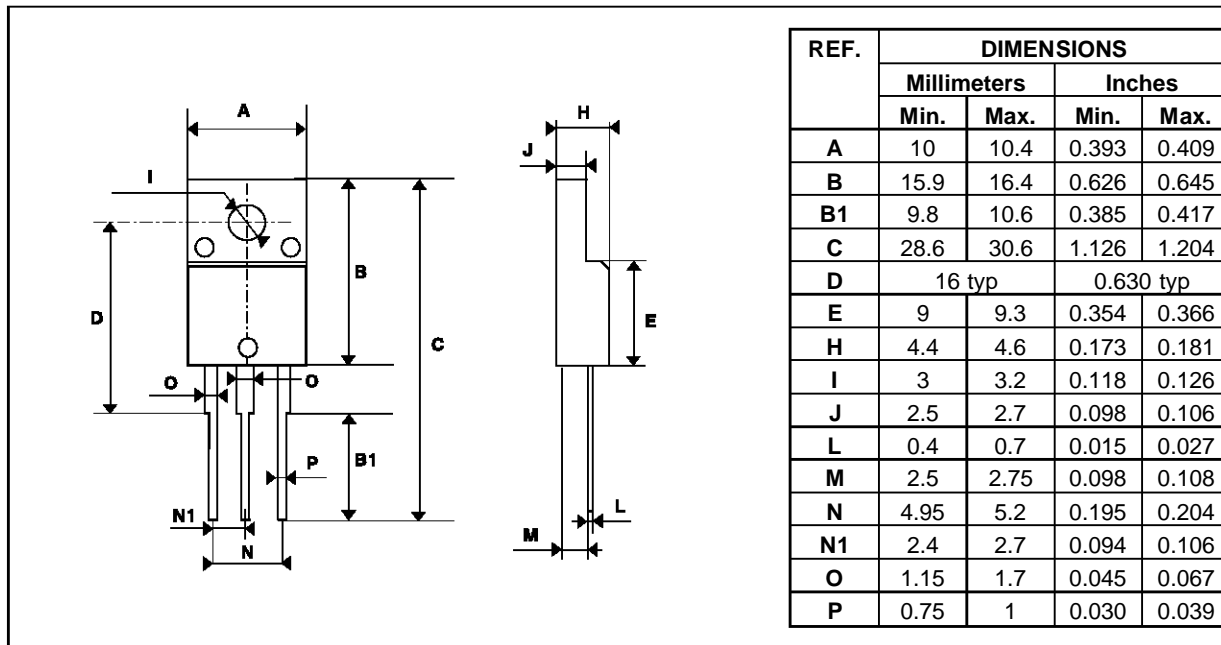 A
I
D
B
C
O
O
P
B1
N1
N
H
J
E
L
M
REF. DIMENSIONS
Millimeters Inches
Min. Max. Min. Max.
A 10 10.4 0.393 0.409
B 15.9 16.4 0.626 0.645
B1 9.8 10.6 0.385 0.417
C 28.6 30.6 1.126 1.204
D 16 typ 0.630 typ
E 9 9.3 0.354 0.366
H 4.4 4.6 0.173 0.181
I 3 3.2 0.118 0.126
J 2.5 2.7 0.098 0.106
L 0.4 0.7 0.015 0.027
M 2.5 2.75 0.098 0.108
N 4.95 5.2 0.195 0.204
N1 2.4 2.7 0.094 0.106
O 1.15 1.7 0.045 0.067
P 0.75 1 0.030 0.039